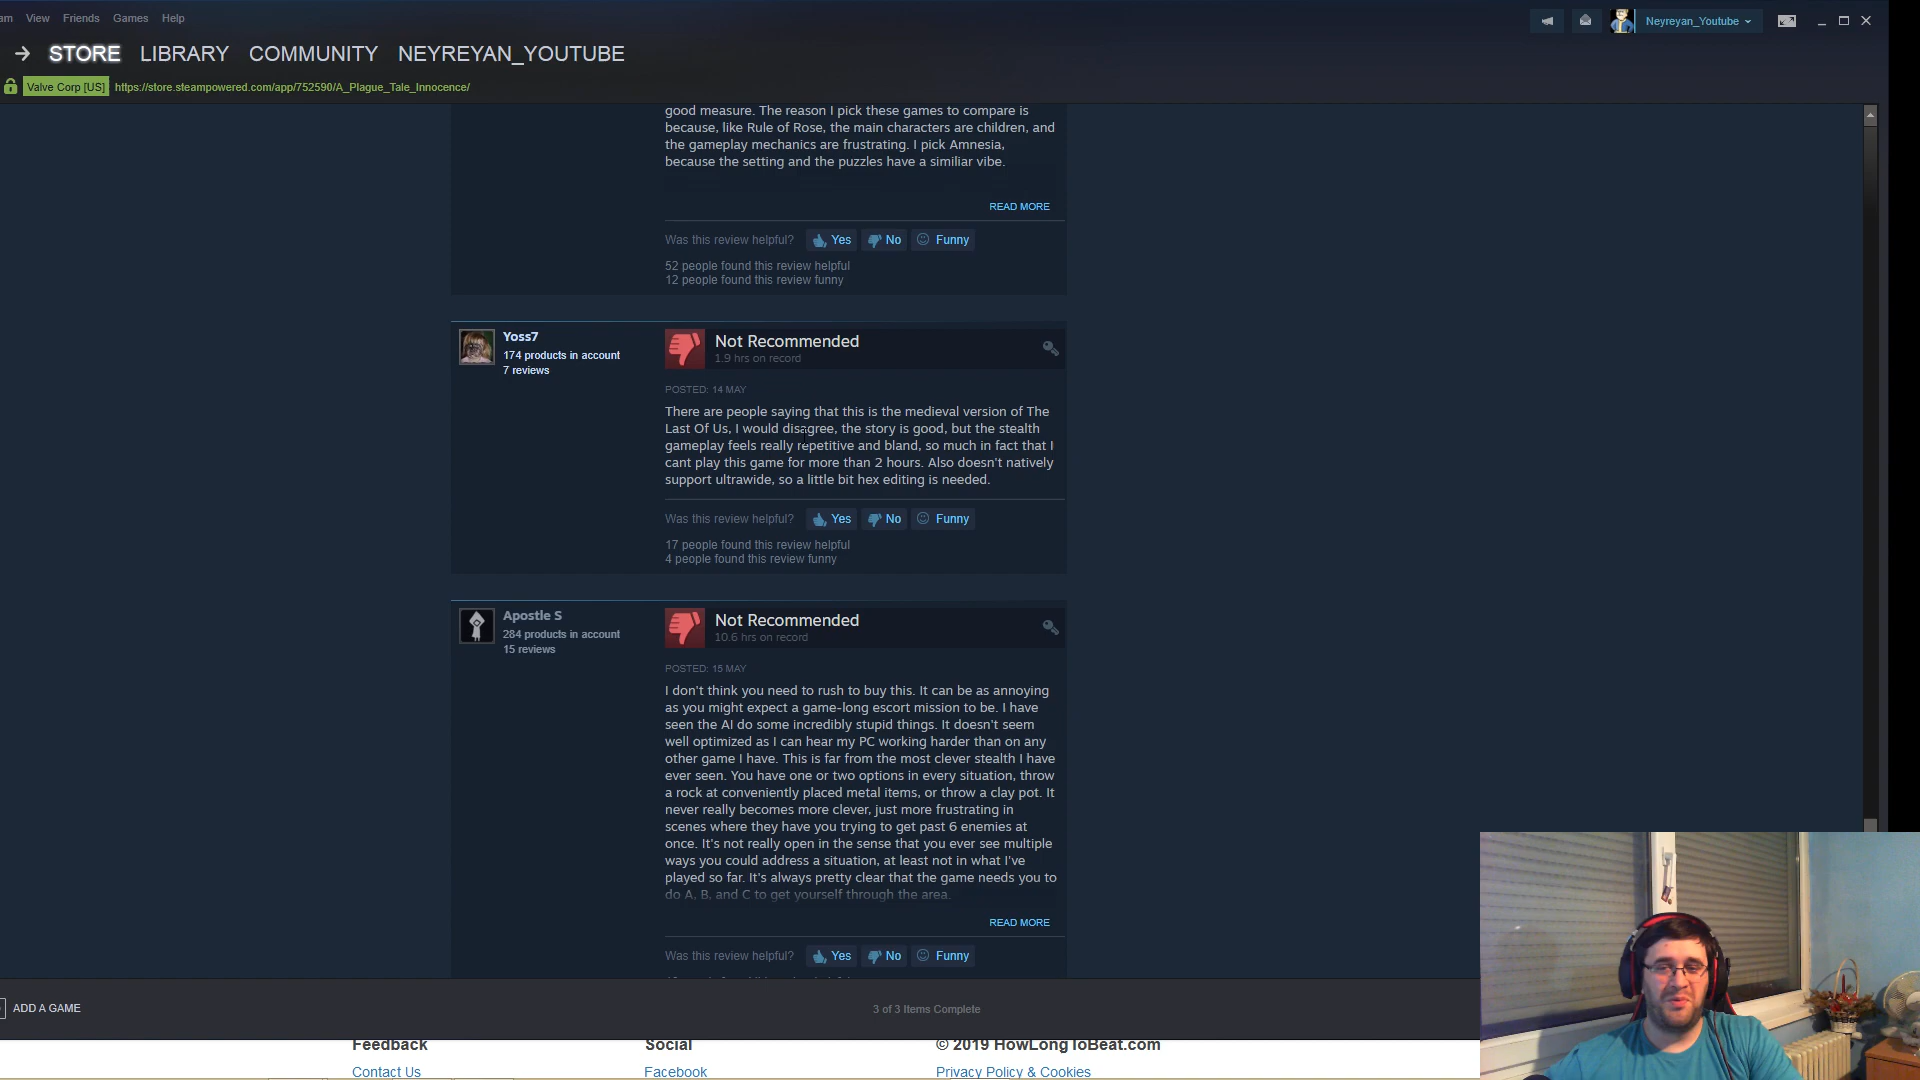 am View Friends Games Help
Neyreyan_Youtube
STORE LIBRARY COMMUNITY NEYREYAN_YOUTUBE
Valve Corp [US] https://store.steampowered.com/app/752590/A_Plague_Tale_Innocence/
good measure. The reason I pick these games to compare is
because, like Rule of Rose, the main characters are children, and
the gameplay mechanics are frustrating. I pick Amnesia,
because the setting and the puzzles have a similiar vibe.
READ MORE
Was this review helpful? Yes No Funny
52 people found this review helpful
12 people found this review funny
Yoss7
174 products in account
7 reviews
Not Recommended
1.9 hrs on record
POSTED: 14 MAY
There are people saying that this is the medieval version of The
Last Of Us, I would disagree, the story is good, but the stealth
gameplay feels really repetitive and bland, so much in fact that I
cant play this game for more than 2 hours. Also doesn't natively
support ultrawide, so a little bit hex editing is needed.
Was this review helpful? Yes No Funny
17 people found this review helpful
4 people found this review funny
Apostle S
284 products in account
15 reviews
Not Recommended
10.6 hrs on record
POSTED: 15 MAY
I don't think you need to rush to buy this. It can be as annoying
as you might expect a game-long escort mission to be. I have
seen the AI do some incredibly stupid things. It doesn't seem
well optimized as I can hear my PC working harder than on any
other game I have. This is far from the most clever stealth I have
ever seen. You have one or two options in every situation, throw
a rock at conveniently placed metal items, or throw a clay pot. It
never really becomes more clever, just more frustrating in
scenes where they have you trying to get past 6 enemies at
once. It's not really open in the sense that you ever see multiple
ways you could address a situation, at least not in what I've
played so far. It's always pretty clear that the game needs you to
do A, B, and C to get yourself through the area.
READ MORE
Was this review helpful? Yes No Funny
ADD A GAME
3 of 3 Items Complete
Feedback Social © 2019 HowLongToBeat.com
Contact Us Facebook Privacy Policy & Cookies